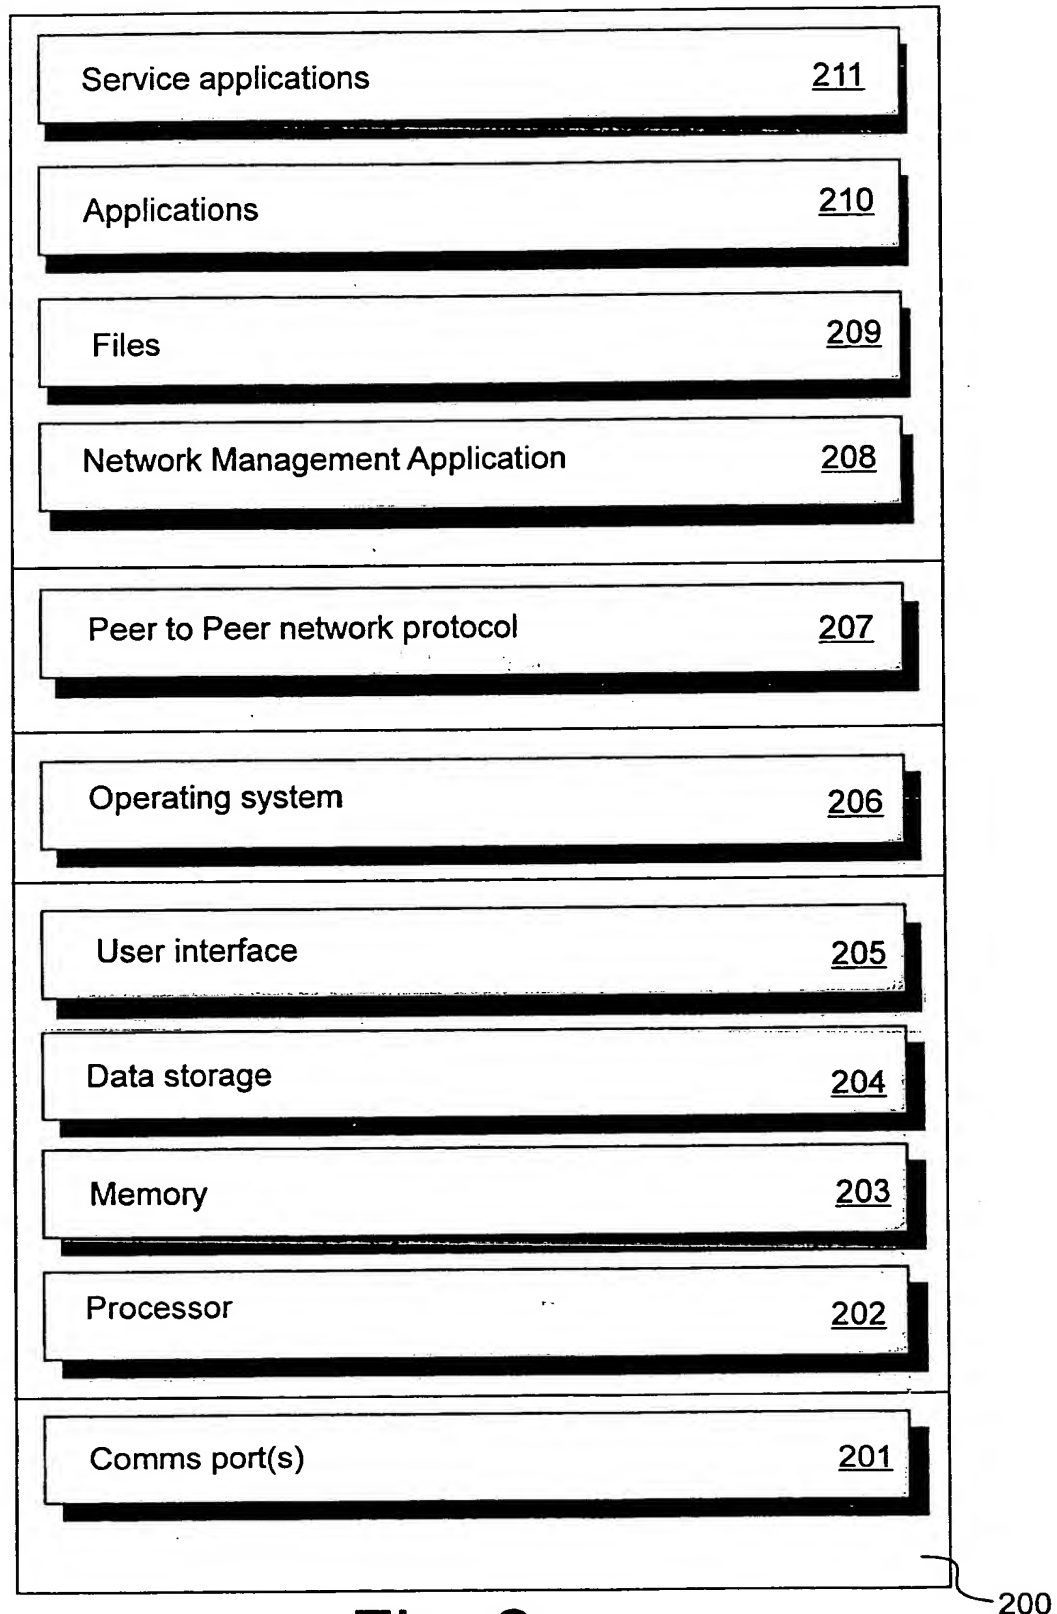 Service applications 211
Applications 210
Files 209
Network Management Application 208
Peer to Peer network protocol 207
Operating system 206
User interface 205
Data storage 204
Memory 203
Processor 202
Comms port(s) 201
200